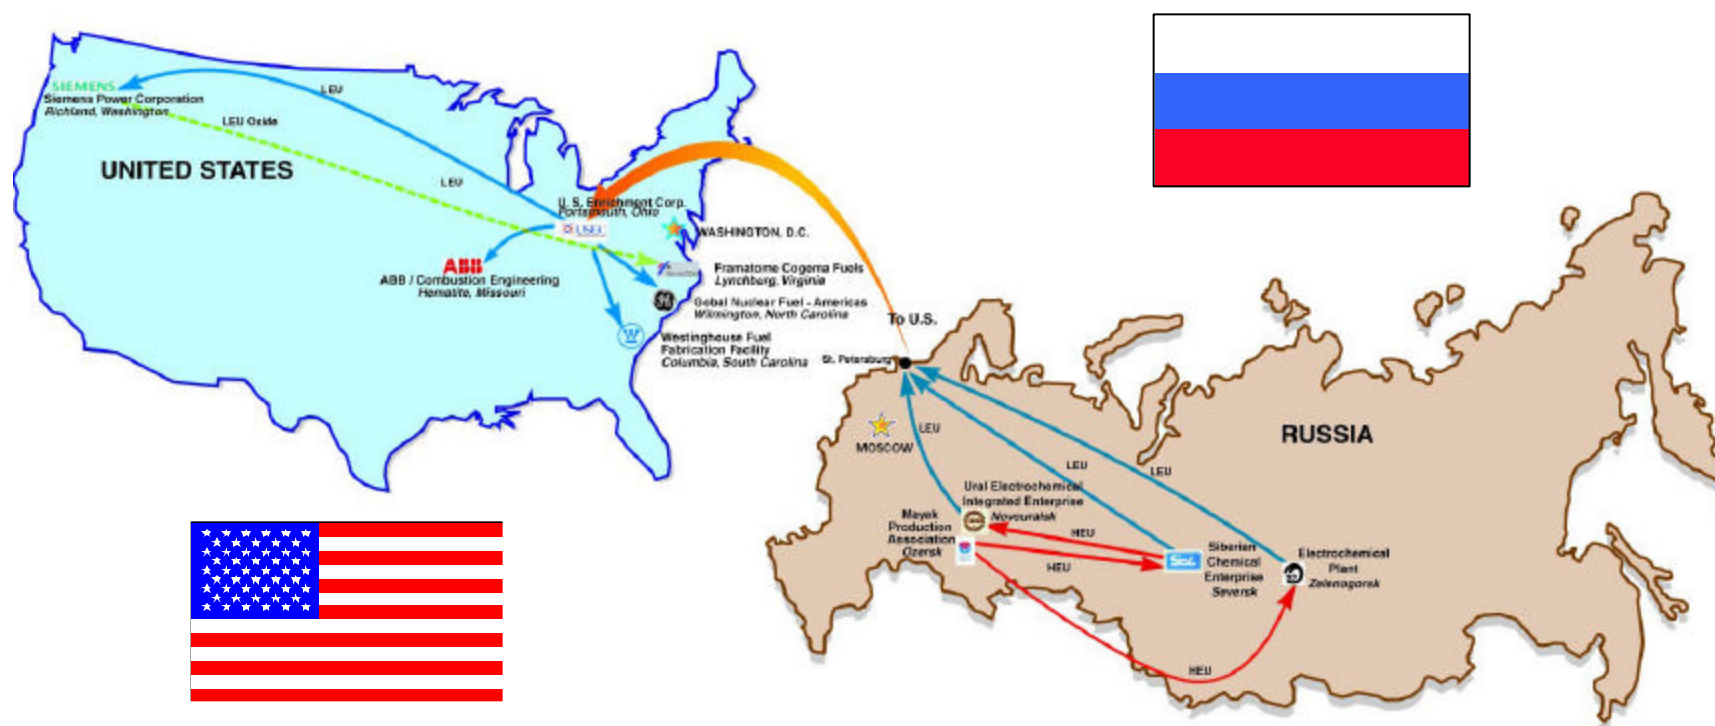 SIEMENS
Siemens Power Corporation
Richland, Washington
LEU
LEU Oxide
UNITED STATES
LEU
U.S. Enrichment Corp.
Portsmouth, Ohio
USEC
WASHINGTON, D.C.
ABB
ABB / Combustion Engineering
Hematite, Missouri
Framatome Cogema Fuels
Lynchburg, Virginia
Gobal Nuclear Fuel - Americas
Wilmington, North Carolina
W
Westinghouse Fuel
Fabrication Facility
Columbia, South Carolina
To U.S.
St. Petersburg
MOSCOW
RUSSIA
LEU
LEU
LEU
Ural Electrochemical
Integrated Enterprise
Novouralsk
Mayak
Production
Association
Ozersk
HEU
HEU
Siberian
Chemical
Enterprise
Seversk
Electrochemical
Plant
Zelenogorsk
HEU